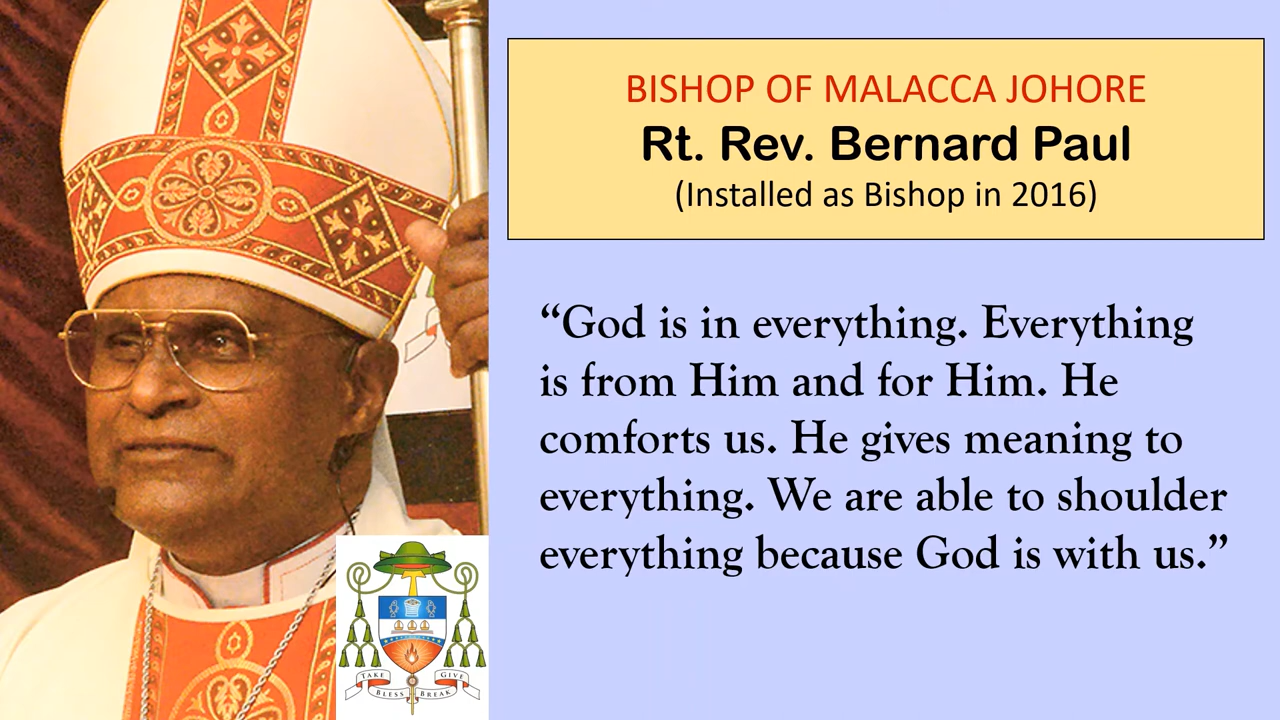 BISHOP OF MALACCA JOHORE
Rt. Rev. Bernard Paul
(Installed as Bishop in 2016)
“God is in everything. Everything
is from Him and for Him. He
comforts us. He gives meaning to
everything. We are able to shoulder
everything because God is with us.”
TAKE BLESS BREAK GIVE